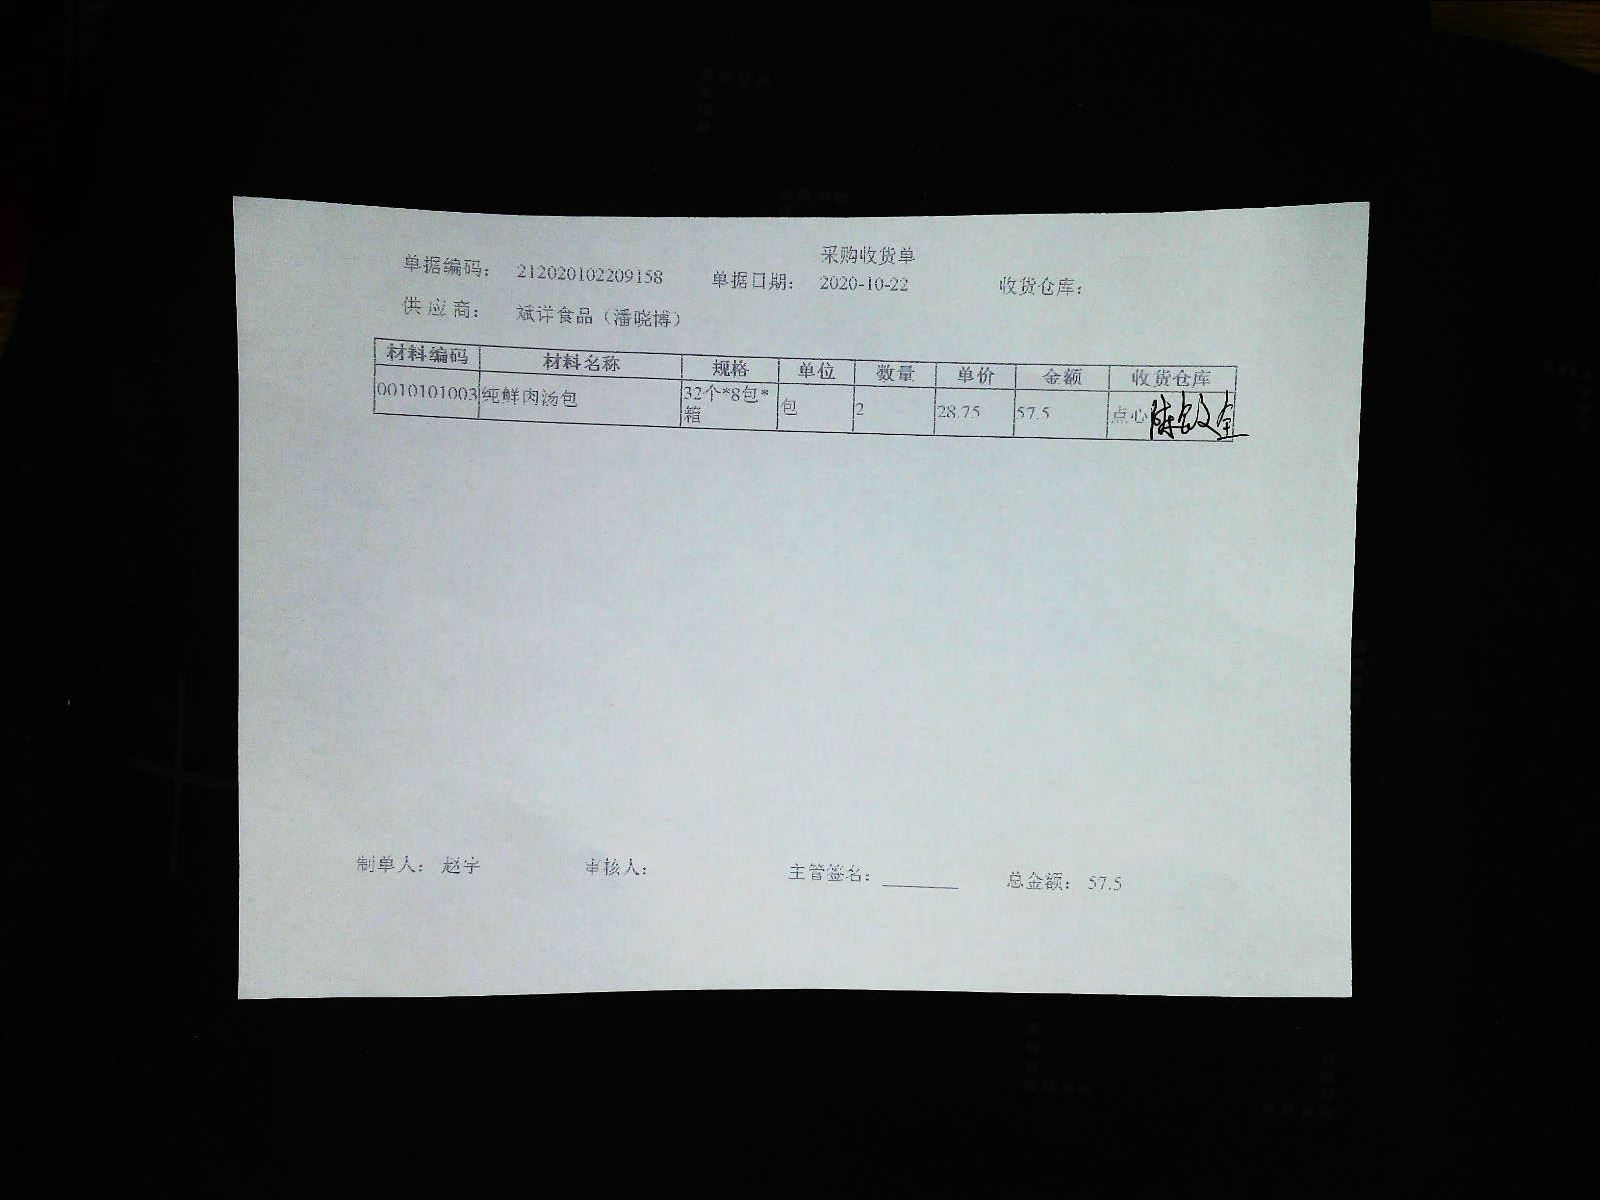 采购收货单
单据编码： 212020102209158 单据日期： 2020-10-22 收货仓库：
供 应 商： 斌详食品（潘晓博）
材料编码 材料名称 规格 单位 数量 单价 金额 收货仓库
0010101003 纯鲜肉汤包 32个*8包*箱 包 2 28.75 57.5 点心
制单人： 赵宇 审核人： 主管签名： 总金额： 57.5